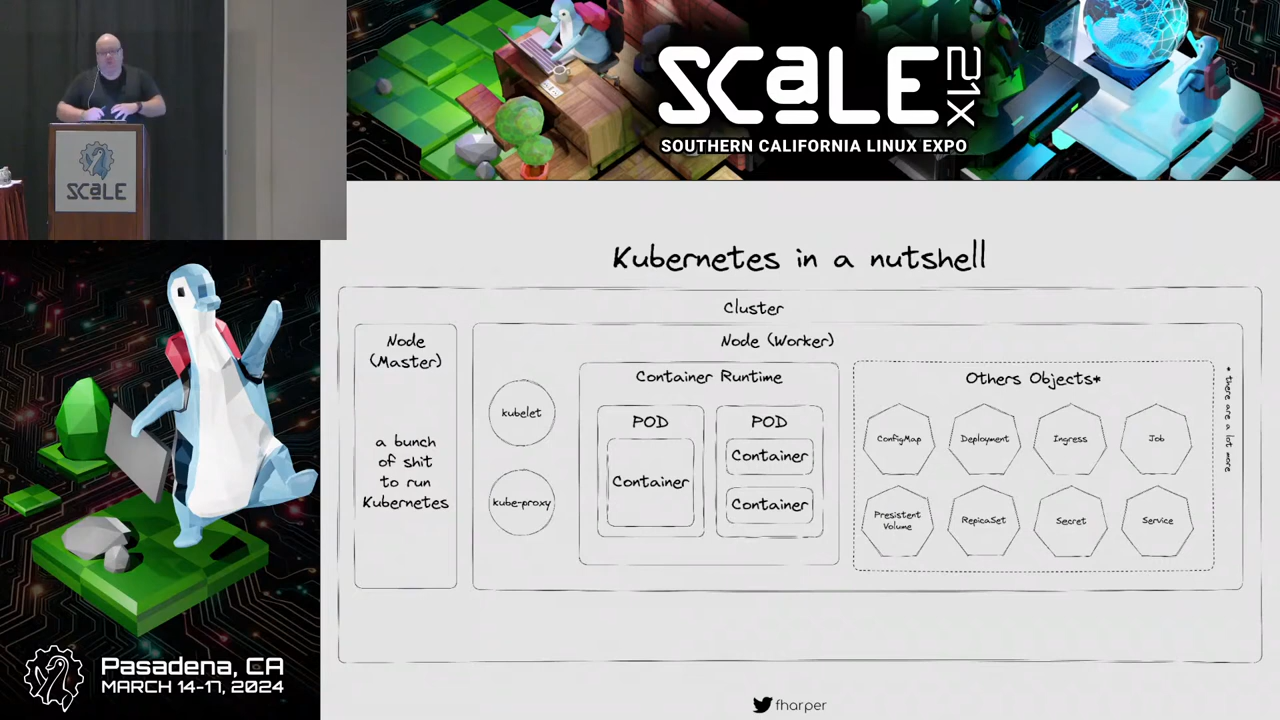 SCALE
SCALE 21X
SOUTHERN CALIFORNIA LINUX EXPO
Kubernetes in a nutshell
Cluster
Node
(Master)
a bunch
of shit
to run
Kubernetes
Node (Worker)
kubelet
kube-proxy
Container Runtime
POD
Container
POD
Container
Container
Others Objects*
ConfigMap
Deployment
Ingress
Job
Presistent
Volume
RepicaSet
Secret
Service
* there are a lot more
Pasadena, CA
MARCH 14-17, 2024
fharper